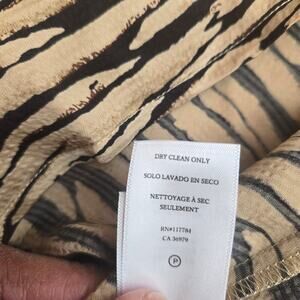 DRY CLEAN ONLY
SOLO LAVADO EN SECO
NETTOYAGE À SEC
SEULEMENT
RN#117784
CA 36979
P